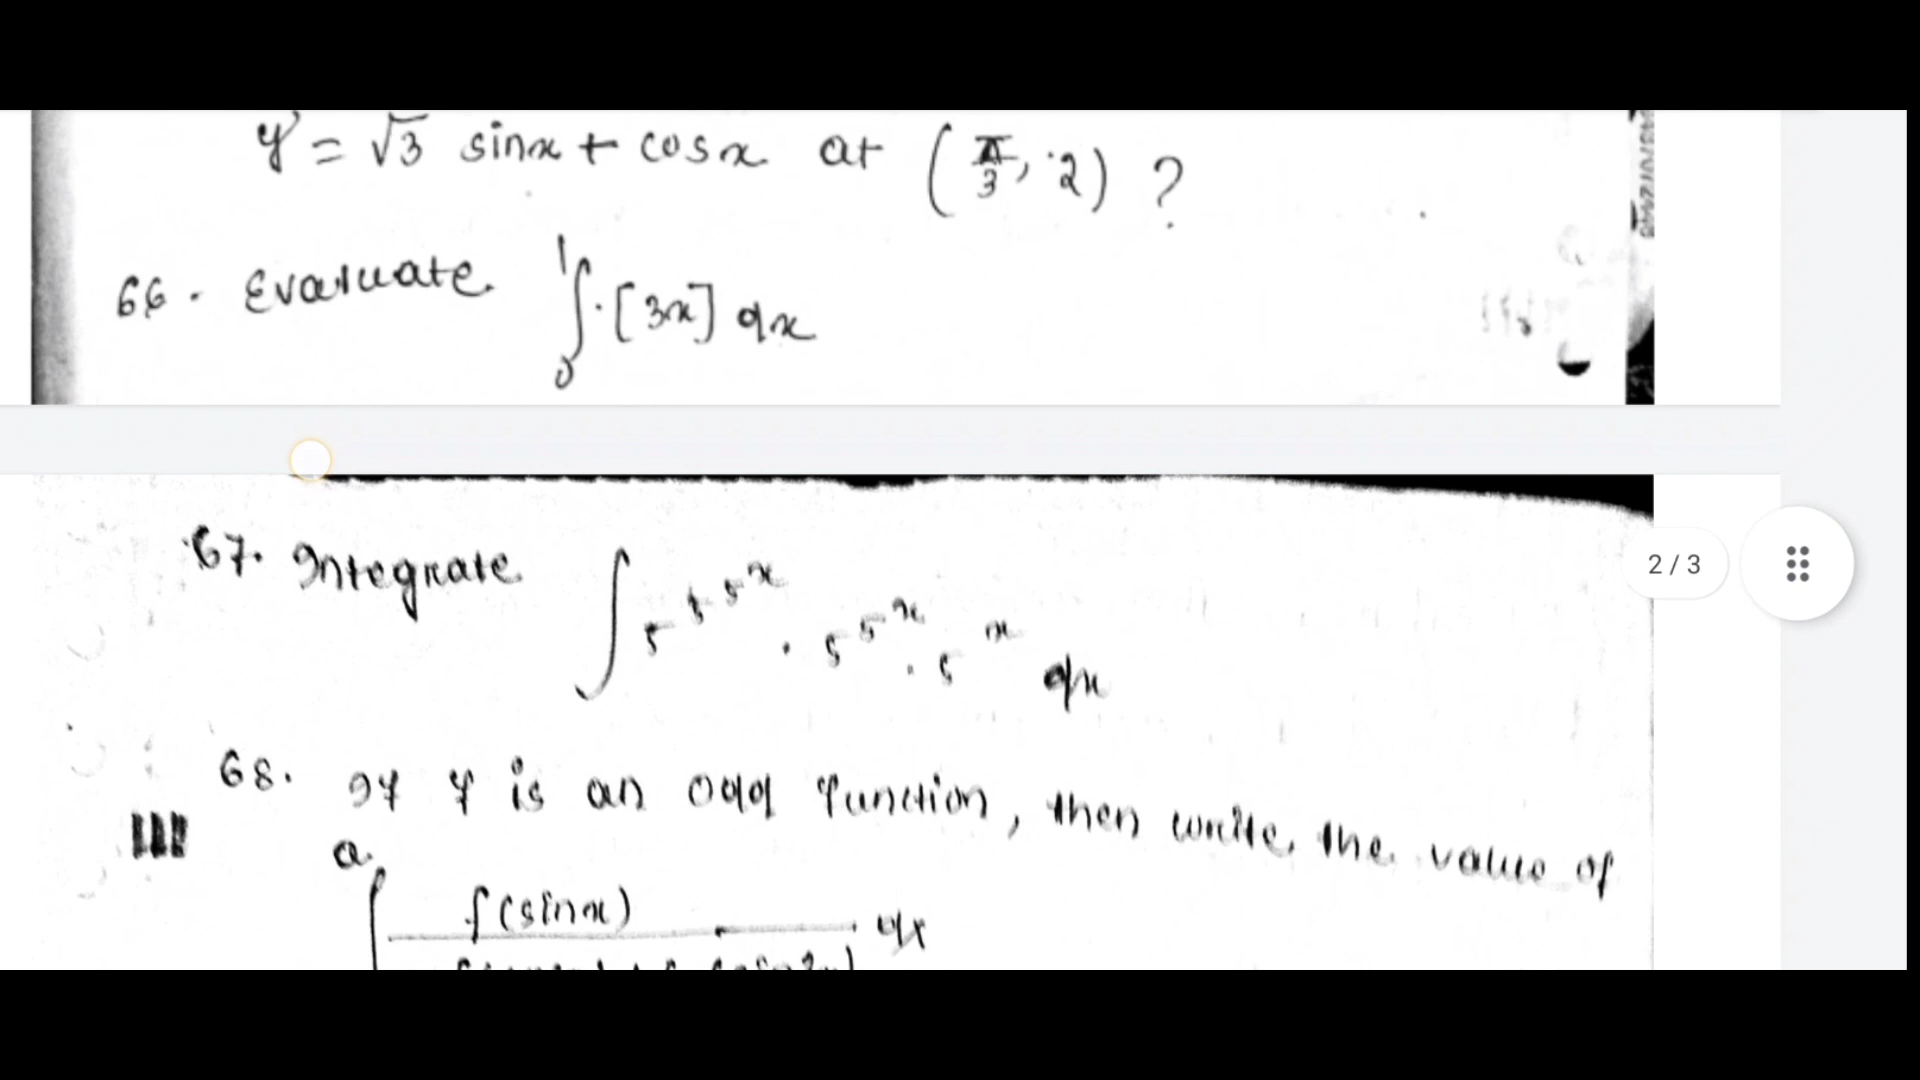 y = √3 sinx + cosx at (π/3, 2) ?
66. Evaluate ∫₀¹ [3x] dx
67. Integrate ∫ 5^5^5^x . 5^5^x . 5^x dx
2 / 3
68. If f is an odd function, then write the value of
a
∫ f(sinx) dx